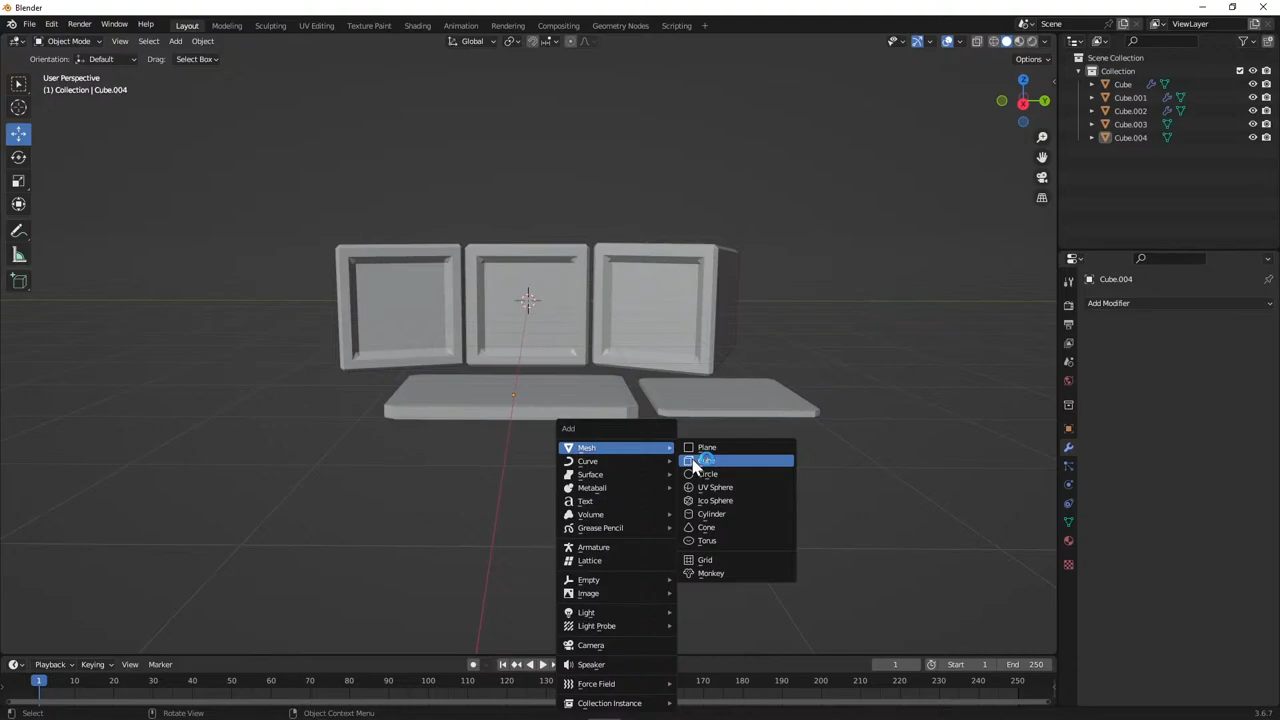 Blender
File Edit Render Window Help Layout Modeling Sculpting UV Editing Texture Paint Shading Animation Rendering Compositing Geometry Nodes Scripting + Scene ViewLayer
Object Mode View Select Add Object Global
Orientation: Default Drag: Select Box Options
User Perspective
(1) Collection | Cube.004
Z
Y
X
Scene Collection
Collection
Cube
Cube.001
Cube.002
Cube.003
Cube.004
Cube.004
Add Modifier
Add
Mesh
Curve
Surface
Metaball
Text
Volume
Grease Pencil
Armature
Lattice
Empty
Image
Light
Light Probe
Camera
Speaker
Force Field
Collection Instance
Plane
Circle
UV Sphere
Ico Sphere
Cylinder
Cone
Torus
Grid
Monkey
Playback Keying View Marker 1 Start 1 End 250
1 10 20 30 40 50 60 70 80 90 100 110 120 130 170 180 190 200 210 220 230 240 250
Select Rotate View Object Context Menu 3.6.7